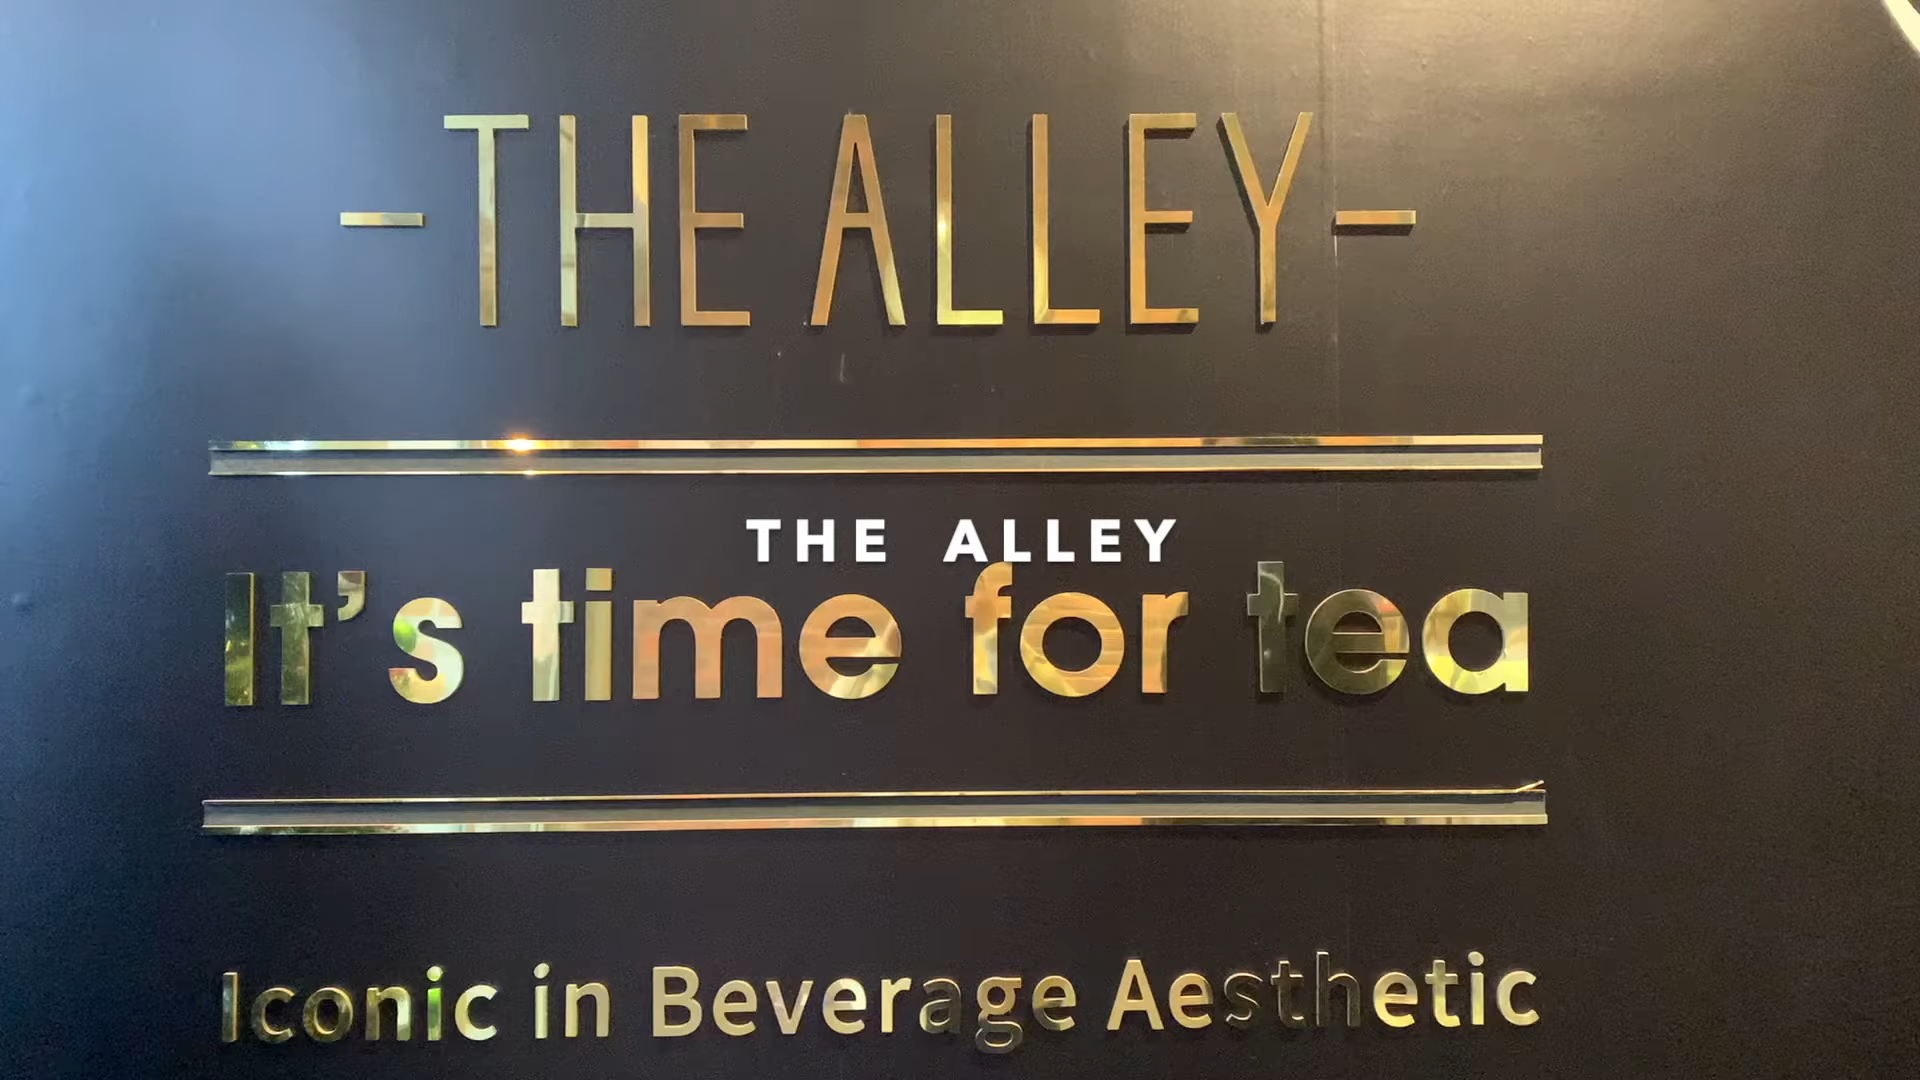 -THE ALLEY-
THE ALLEY
It's time for tea
Iconic in Beverage Aesthetic